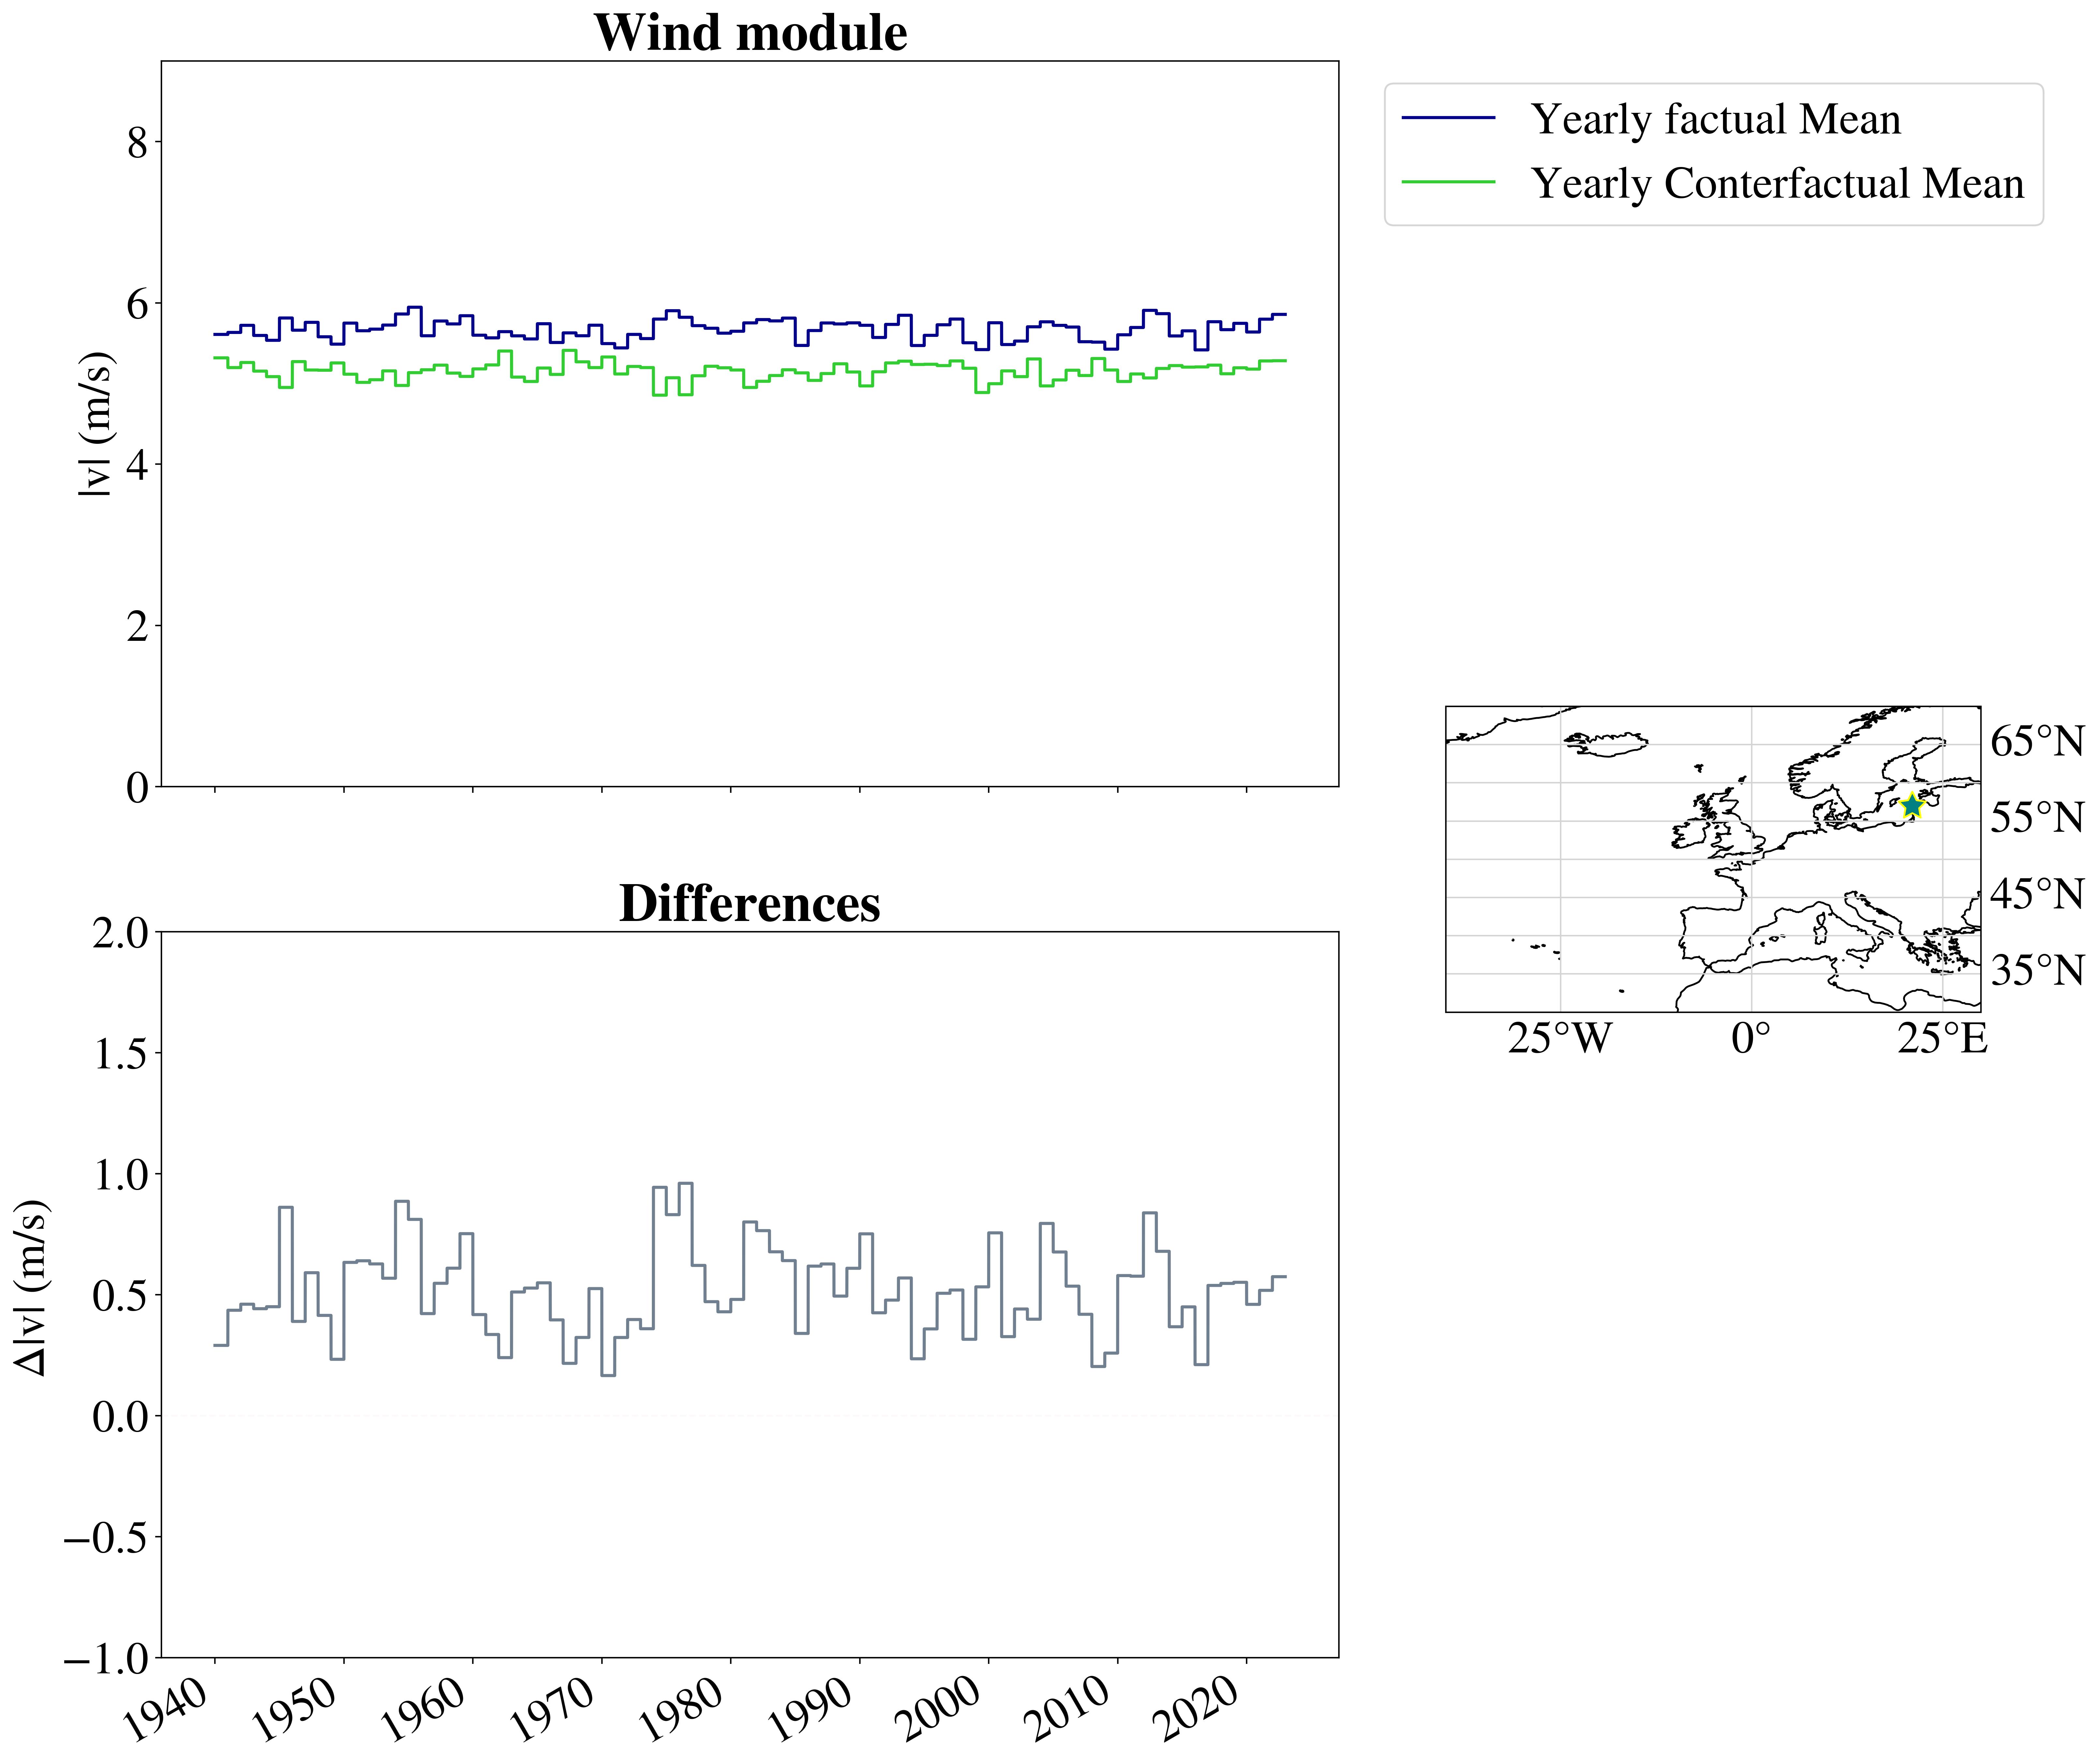 Wind module
Yearly factual Mean
Yearly Conterfactual Mean
|v| (m/s)
8
6
4
2
0
65°N
55°N
45°N
35°N
25°W 0° 25°E
Differences
Δ|v| (m/s)
2.0
1.5
1.0
0.5
0.0
−0.5
−1.0
1940 1950 1960 1970 1980 1990 2000 2010 2020